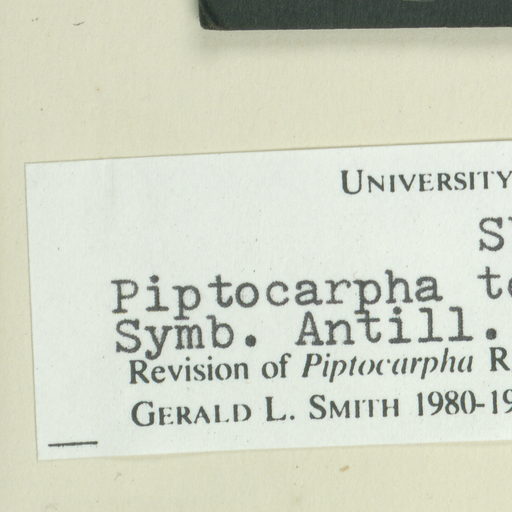 UNIVERSITY
Piptocarpha
Symb. Antill.
Revision of Piptocarpha R
GERALD L. SMITH 1980-19